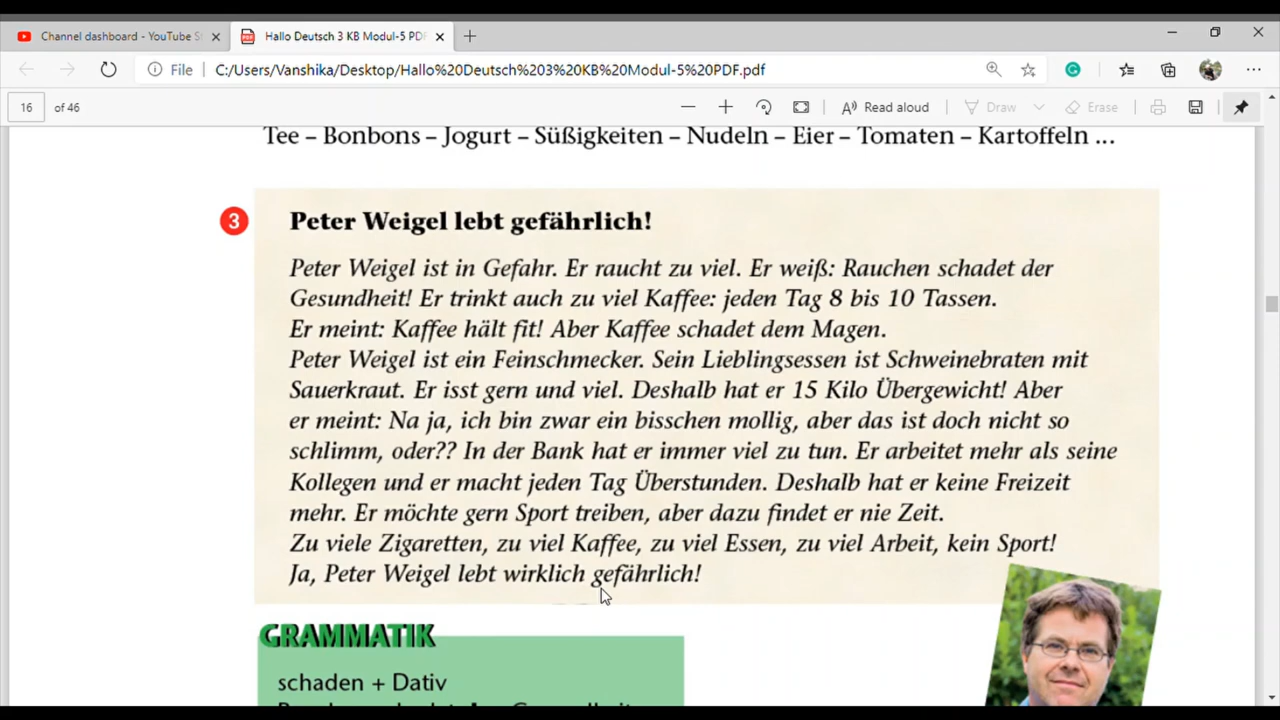 Channel dashboard - YouTube S
Hallo Deutsch 3 KB Modul-5 PDF
File
C:/Users/Vanshika/Desktop/Hallo%20Deutsch%203%20KB%20Modul-5%20PDF.pdf
16 of 46
Read aloud
Draw
Erase
Tee – Bonbons – Jogurt – Süßigkeiten – Nudeln – Eier – Tomaten – Kartoffeln ...
3
Peter Weigel lebt gefährlich!
Peter Weigel ist in Gefahr. Er raucht zu viel. Er weiß: Rauchen schadet der
Gesundheit! Er trinkt auch zu viel Kaffee: jeden Tag 8 bis 10 Tassen.
Er meint: Kaffee hält fit! Aber Kaffee schadet dem Magen.
Peter Weigel ist ein Feinschmecker. Sein Lieblingsessen ist Schweinebraten mit
Sauerkraut. Er isst gern und viel. Deshalb hat er 15 Kilo Übergewicht! Aber
er meint: Na ja, ich bin zwar ein bisschen mollig, aber das ist doch nicht so
schlimm, oder?? In der Bank hat er immer viel zu tun. Er arbeitet mehr als seine
Kollegen und er macht jeden Tag Überstunden. Deshalb hat er keine Freizeit
mehr. Er möchte gern Sport treiben, aber dazu findet er nie Zeit.
Zu viele Zigaretten, zu viel Kaffee, zu viel Essen, zu viel Arbeit, kein Sport!
Ja, Peter Weigel lebt wirklich gefährlich!
GRAMMATIK
schaden + Dativ